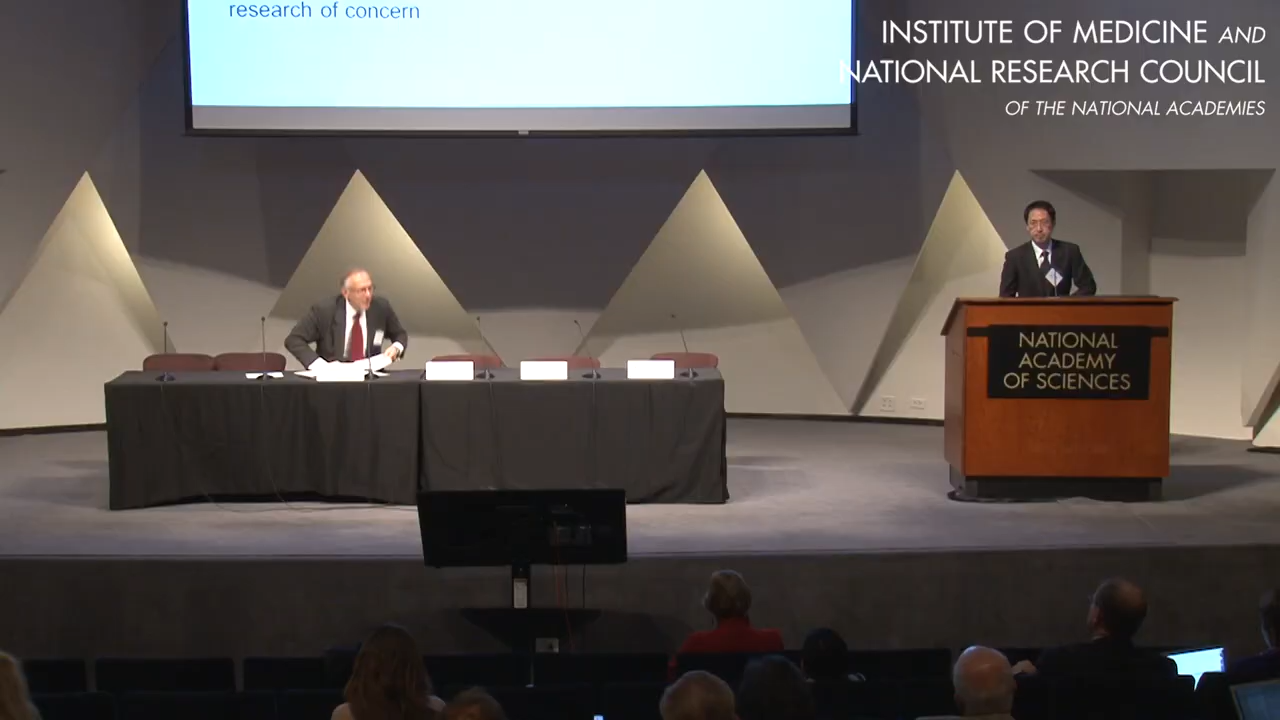 research of concern
INSTITUTE OF MEDICINE AND
NATIONAL RESEARCH COUNCIL
OF THE NATIONAL ACADEMIES
NATIONAL
ACADEMY
OF SCIENCES